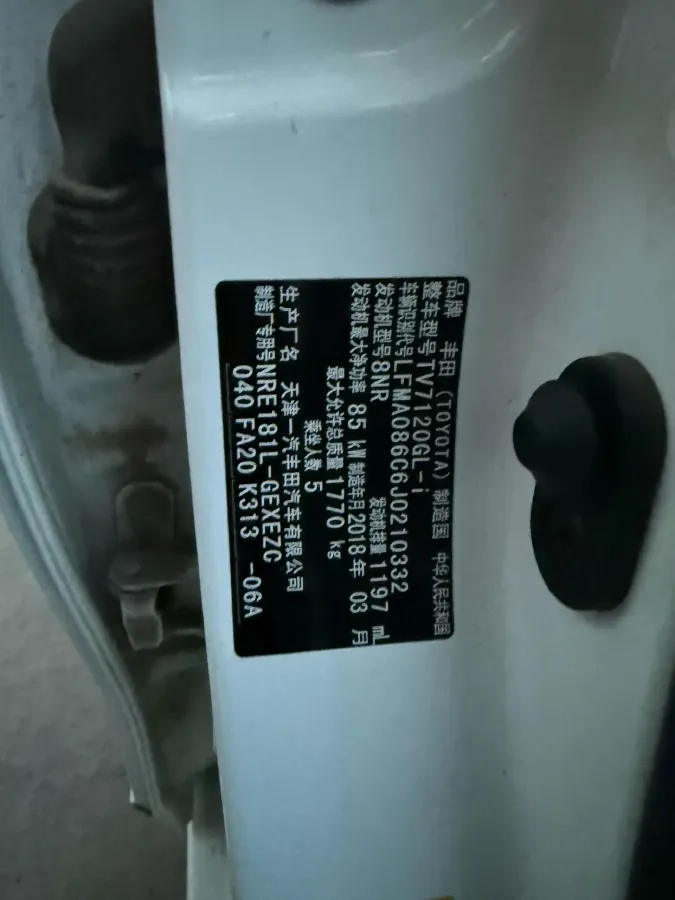 品牌 丰田 (TOYOTA) 制造国 中华人民共和国
整车型号 TV7120GL-i
车辆识别代号 LFMA086C6J0210332
发动机型号 8NR 发动机排量 1197 mL
发动机最大净功率 85 kW 制造年月 2018年 03月
最大允许总质量 1770 kg
乘坐人数 5
生产厂名 天津一汽丰田汽车有限公司
制造厂专用号 NRE181L-GEXEZC
040 FA20 K313 -06A